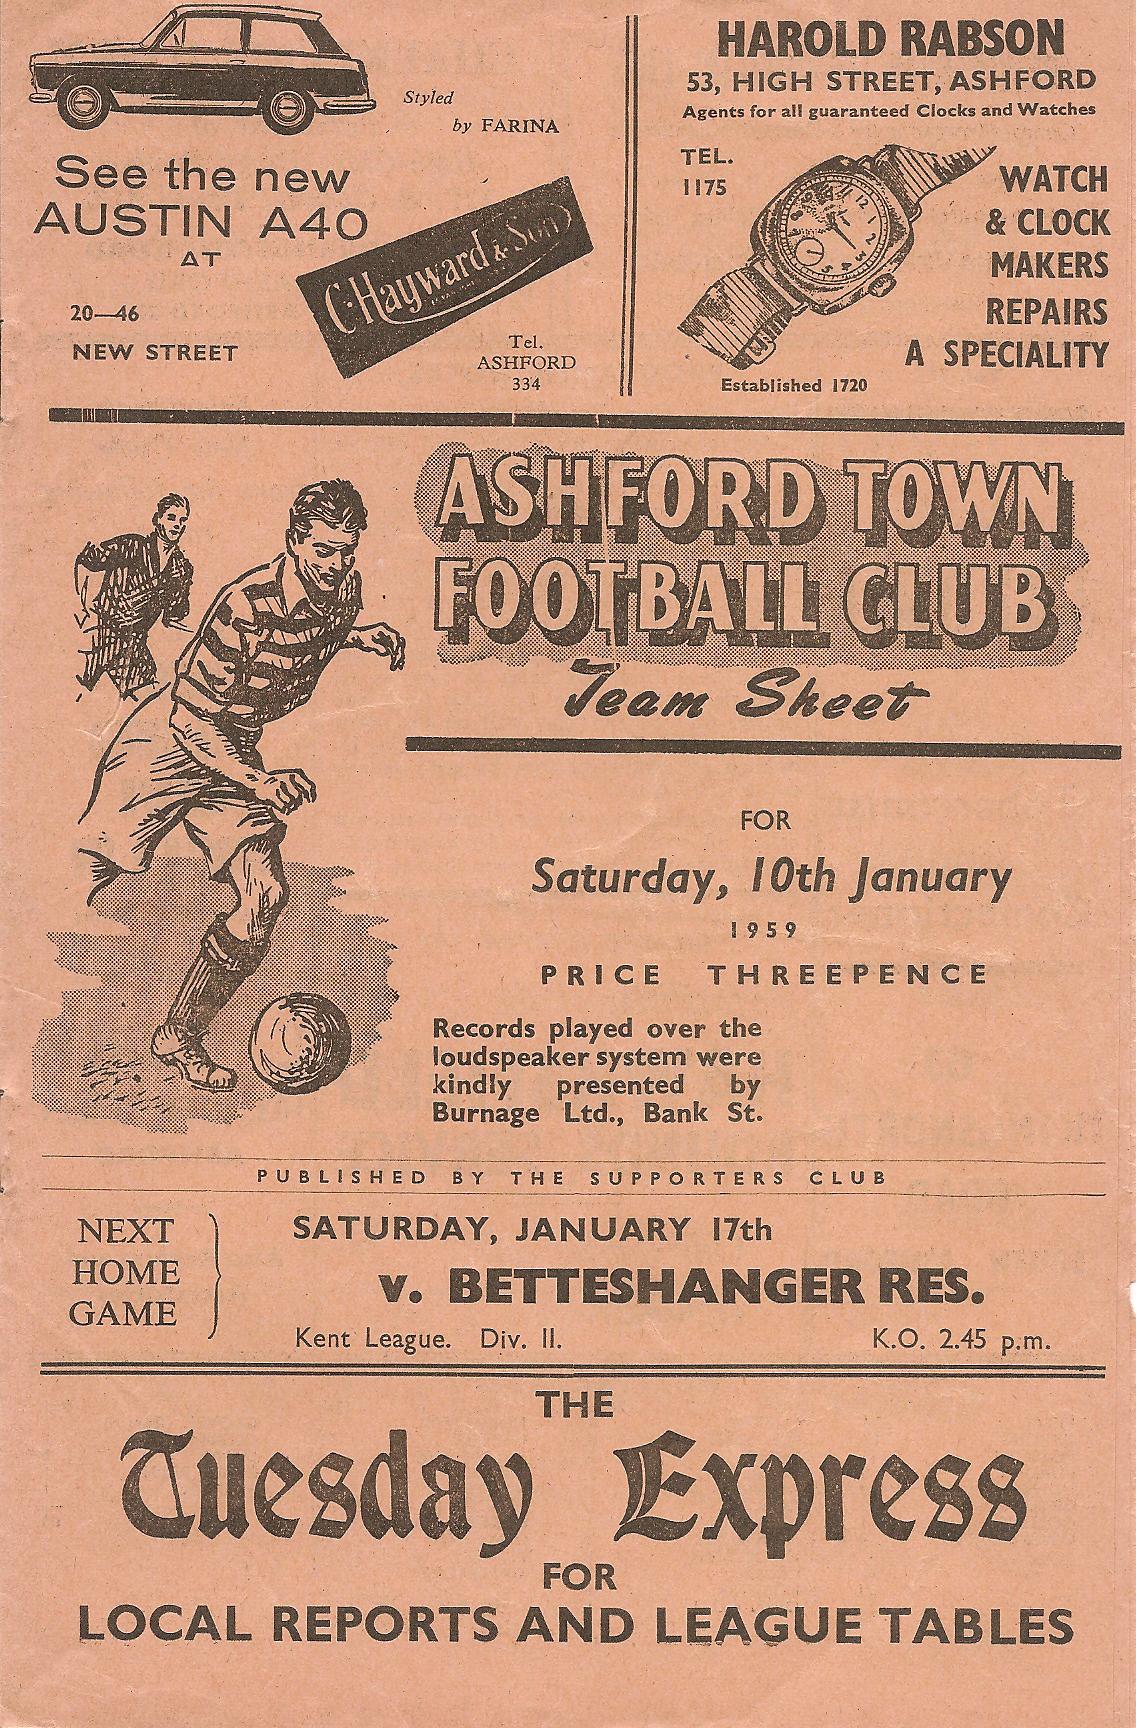 Styled
by FARINA
See the new
AUSTIN A40
AT
C. Hayward & Son
20—46
NEW STREET
Tel.
ASHFORD
334
HAROLD RABSON
53, HIGH STREET, ASHFORD
Agents for all guaranteed Clocks and Watches
TEL.
1175
WATCH
& CLOCK
MAKERS
REPAIRS
A SPECIALITY
Established 1720
ASHFORD TOWN
FOOTBALL CLUB
Team Sheet
FOR
Saturday, 10th January
1959
PRICE THREEPENCE
Records played over the
loudspeaker system were
kindly presented by
Burnage Ltd., Bank St.
PUBLISHED BY THE SUPPORTERS CLUB
NEXT
HOME
GAME
SATURDAY, JANUARY 17th
v. BETTESHANGER RES.
Kent League. Div. II. K.O. 2.45 p.m.
THE
Tuesday Express
FOR
LOCAL REPORTS AND LEAGUE TABLES